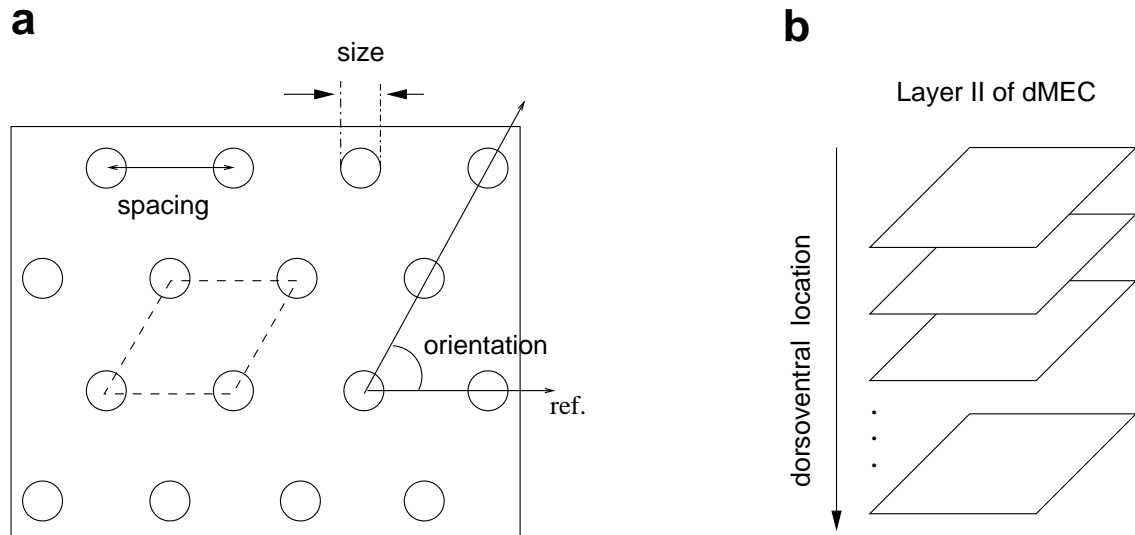 a
size
spacing
orientation
ref.
b
Layer II of dMEC
dorsoventral location